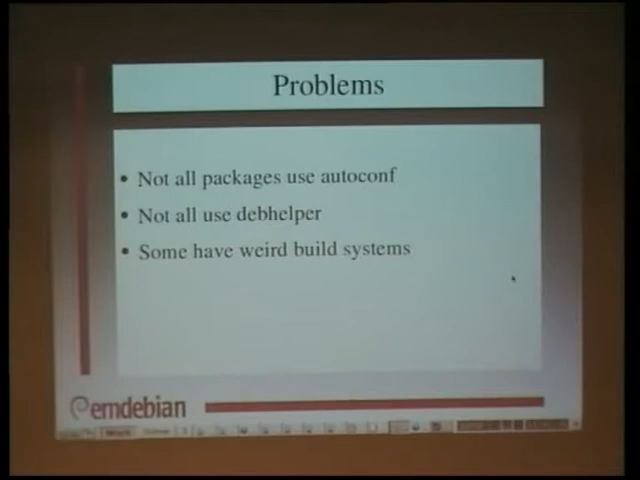 Problems
• Not all packages use autoconf
• Not all use debhelper
• Some have weird build systems
emdebian